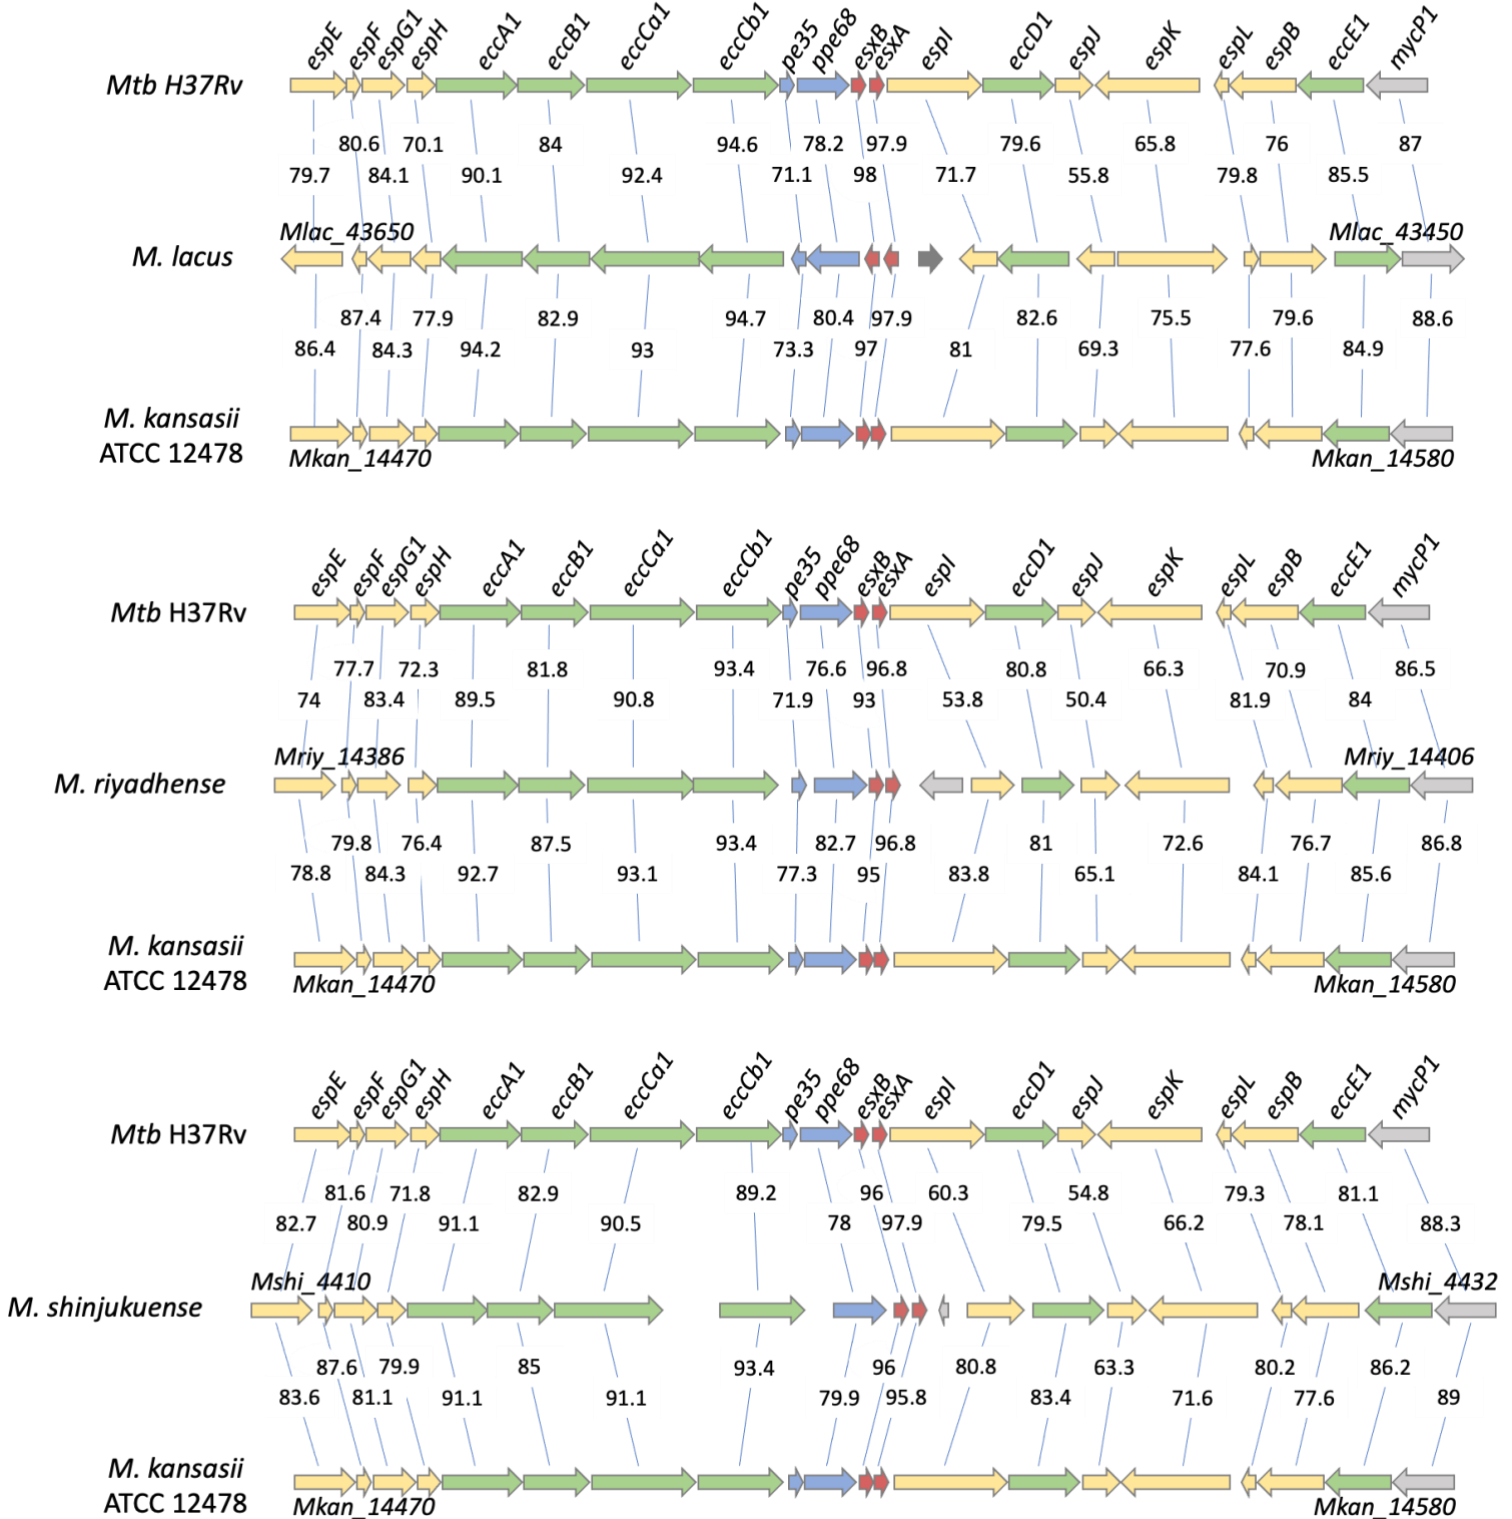 espE espF espG1 espH eccA1 eccB1 eccCa1 eccCb1 pe35 ppe68 esxB esxA espI eccD1 espJ espK espL espB eccE1 mycP1
Mtb H37Rv
80.6 70.1 84 94.6 78.2 97.9 79.6 65.8 76 87
79.7 84.1 90.1 92.4 71.1 98 71.7 55.8 79.8 85.5
Mlac_43650 Mlac_43450
M. lacus
87.4 77.9 82.9 94.7 80.4 97.9 82.6 75.5 79.6 88.6
86.4 84.3 94.2 93 73.3 97 81 69.3 77.6 84.9
M. kansasii
ATCC 12478
Mkan_14470 Mkan_14580
espE espF espG1 espH eccA1 eccB1 eccCa1 eccCb1 pe35 ppe68 esxB esxA espI eccD1 espJ espK espL espB eccE1 mycP1
Mtb H37Rv
77.7 72.3 81.8 93.4 76.6 96.8 80.8 66.3 70.9 86.5
74 83.4 89.5 90.8 71.9 93 53.8 50.4 81.9 84
Mriy_14386 Mriy_14406
M. riyadhense
79.8 76.4 87.5 93.4 82.7 96.8 81 72.6 76.7 86.8
78.8 84.3 92.7 93.1 77.3 95 83.8 65.1 84.1 85.6
M. kansasii
ATCC 12478
Mkan_14470 Mkan_14580
espE espF espG1 espH eccA1 eccB1 eccCa1 eccCb1 pe35 ppe68 esxB esxA espI eccD1 espJ espK espL espB eccE1 mycP1
Mtb H37Rv
81.6 71.8 82.9 89.2 96 60.3 54.8 79.3 81.1
82.7 80.9 91.1 90.5 78 97.9 79.5 66.2 78.1 88.3
Mshi_4410 Mshi_4432
M. shinjukuense
87.6 79.9 85 93.4 96 80.8 63.3 80.2 86.2
83.6 81.1 91.1 91.1 79.9 95.8 83.4 71.6 77.6 89
M. kansasii
ATCC 12478
Mkan_14470 Mkan_14580